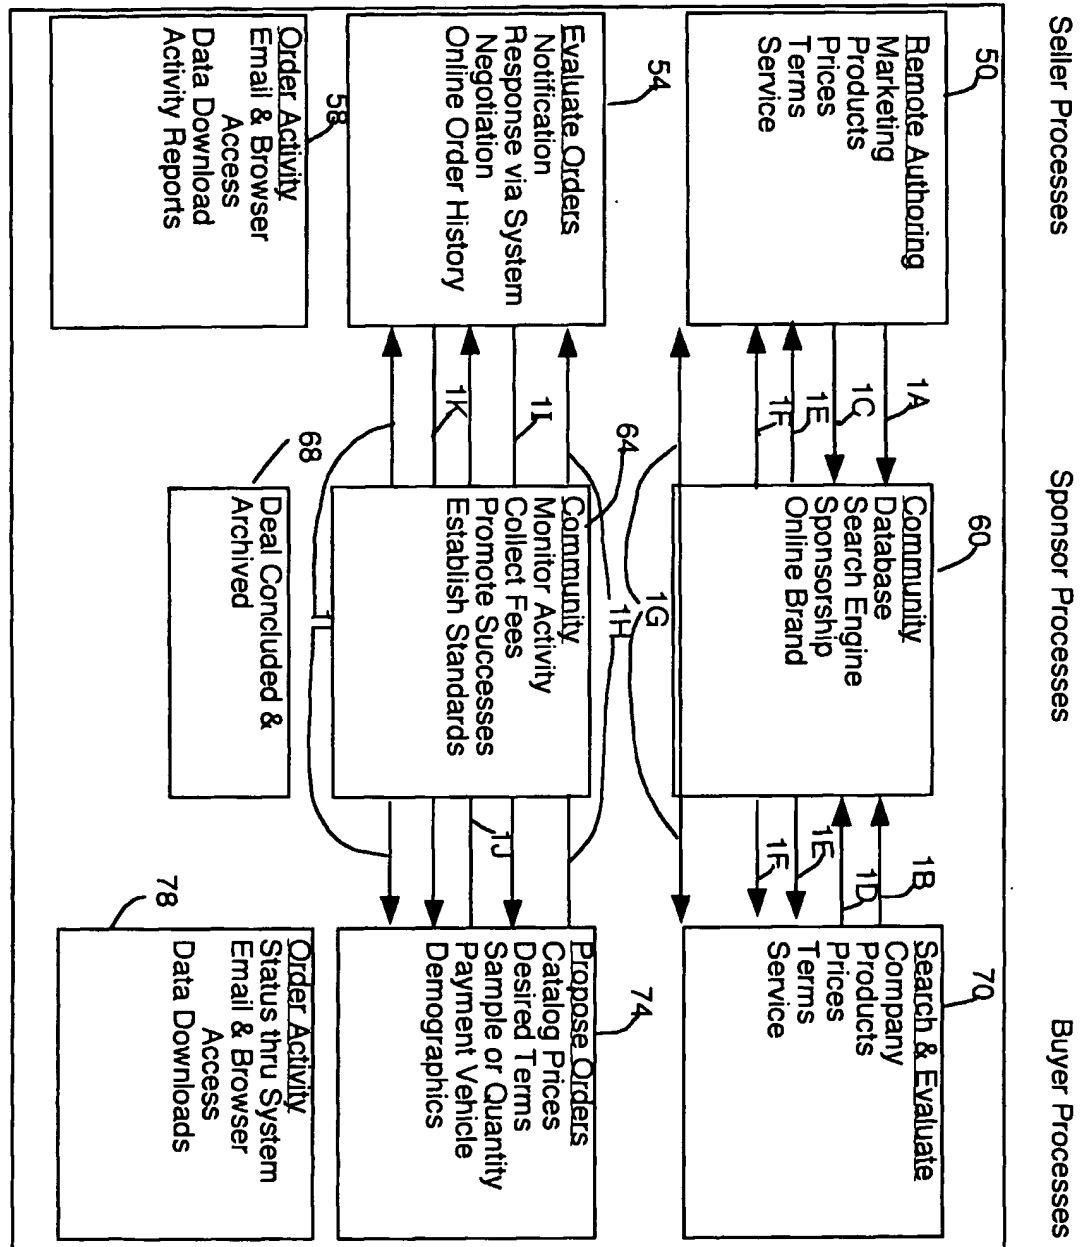 Seller Processes
Sponsor Processes
Buyer Processes
50
Remote Authoring
Marketing
Products
Prices
Terms
Service
1A
1C
1E
1F
60
Community
Database
Search Engine
Sponsorship
Online Brand
1B
1D
1E
1F
70
Search & Evaluate
Company
Products
Prices
Terms
Service
1G
54
Evaluate Orders
Notification
Response via System
Negotiation
Online Order History
1H
1I
1K
1L
64
Community
Monitor Activity
Collect Fees
Promote Successes
Establish Standards
1J
74
Propose Orders
Catalog Prices
Desired Terms
Sample or Quantity
Payment Vehicle
Demographics
58
Order Activity
Email & Browser
Access
Data Download
Activity Reports
68
Deal Concluded &
Archived
78
Order Activity
Status thru System
Email & Browser
Access
Data Downloads